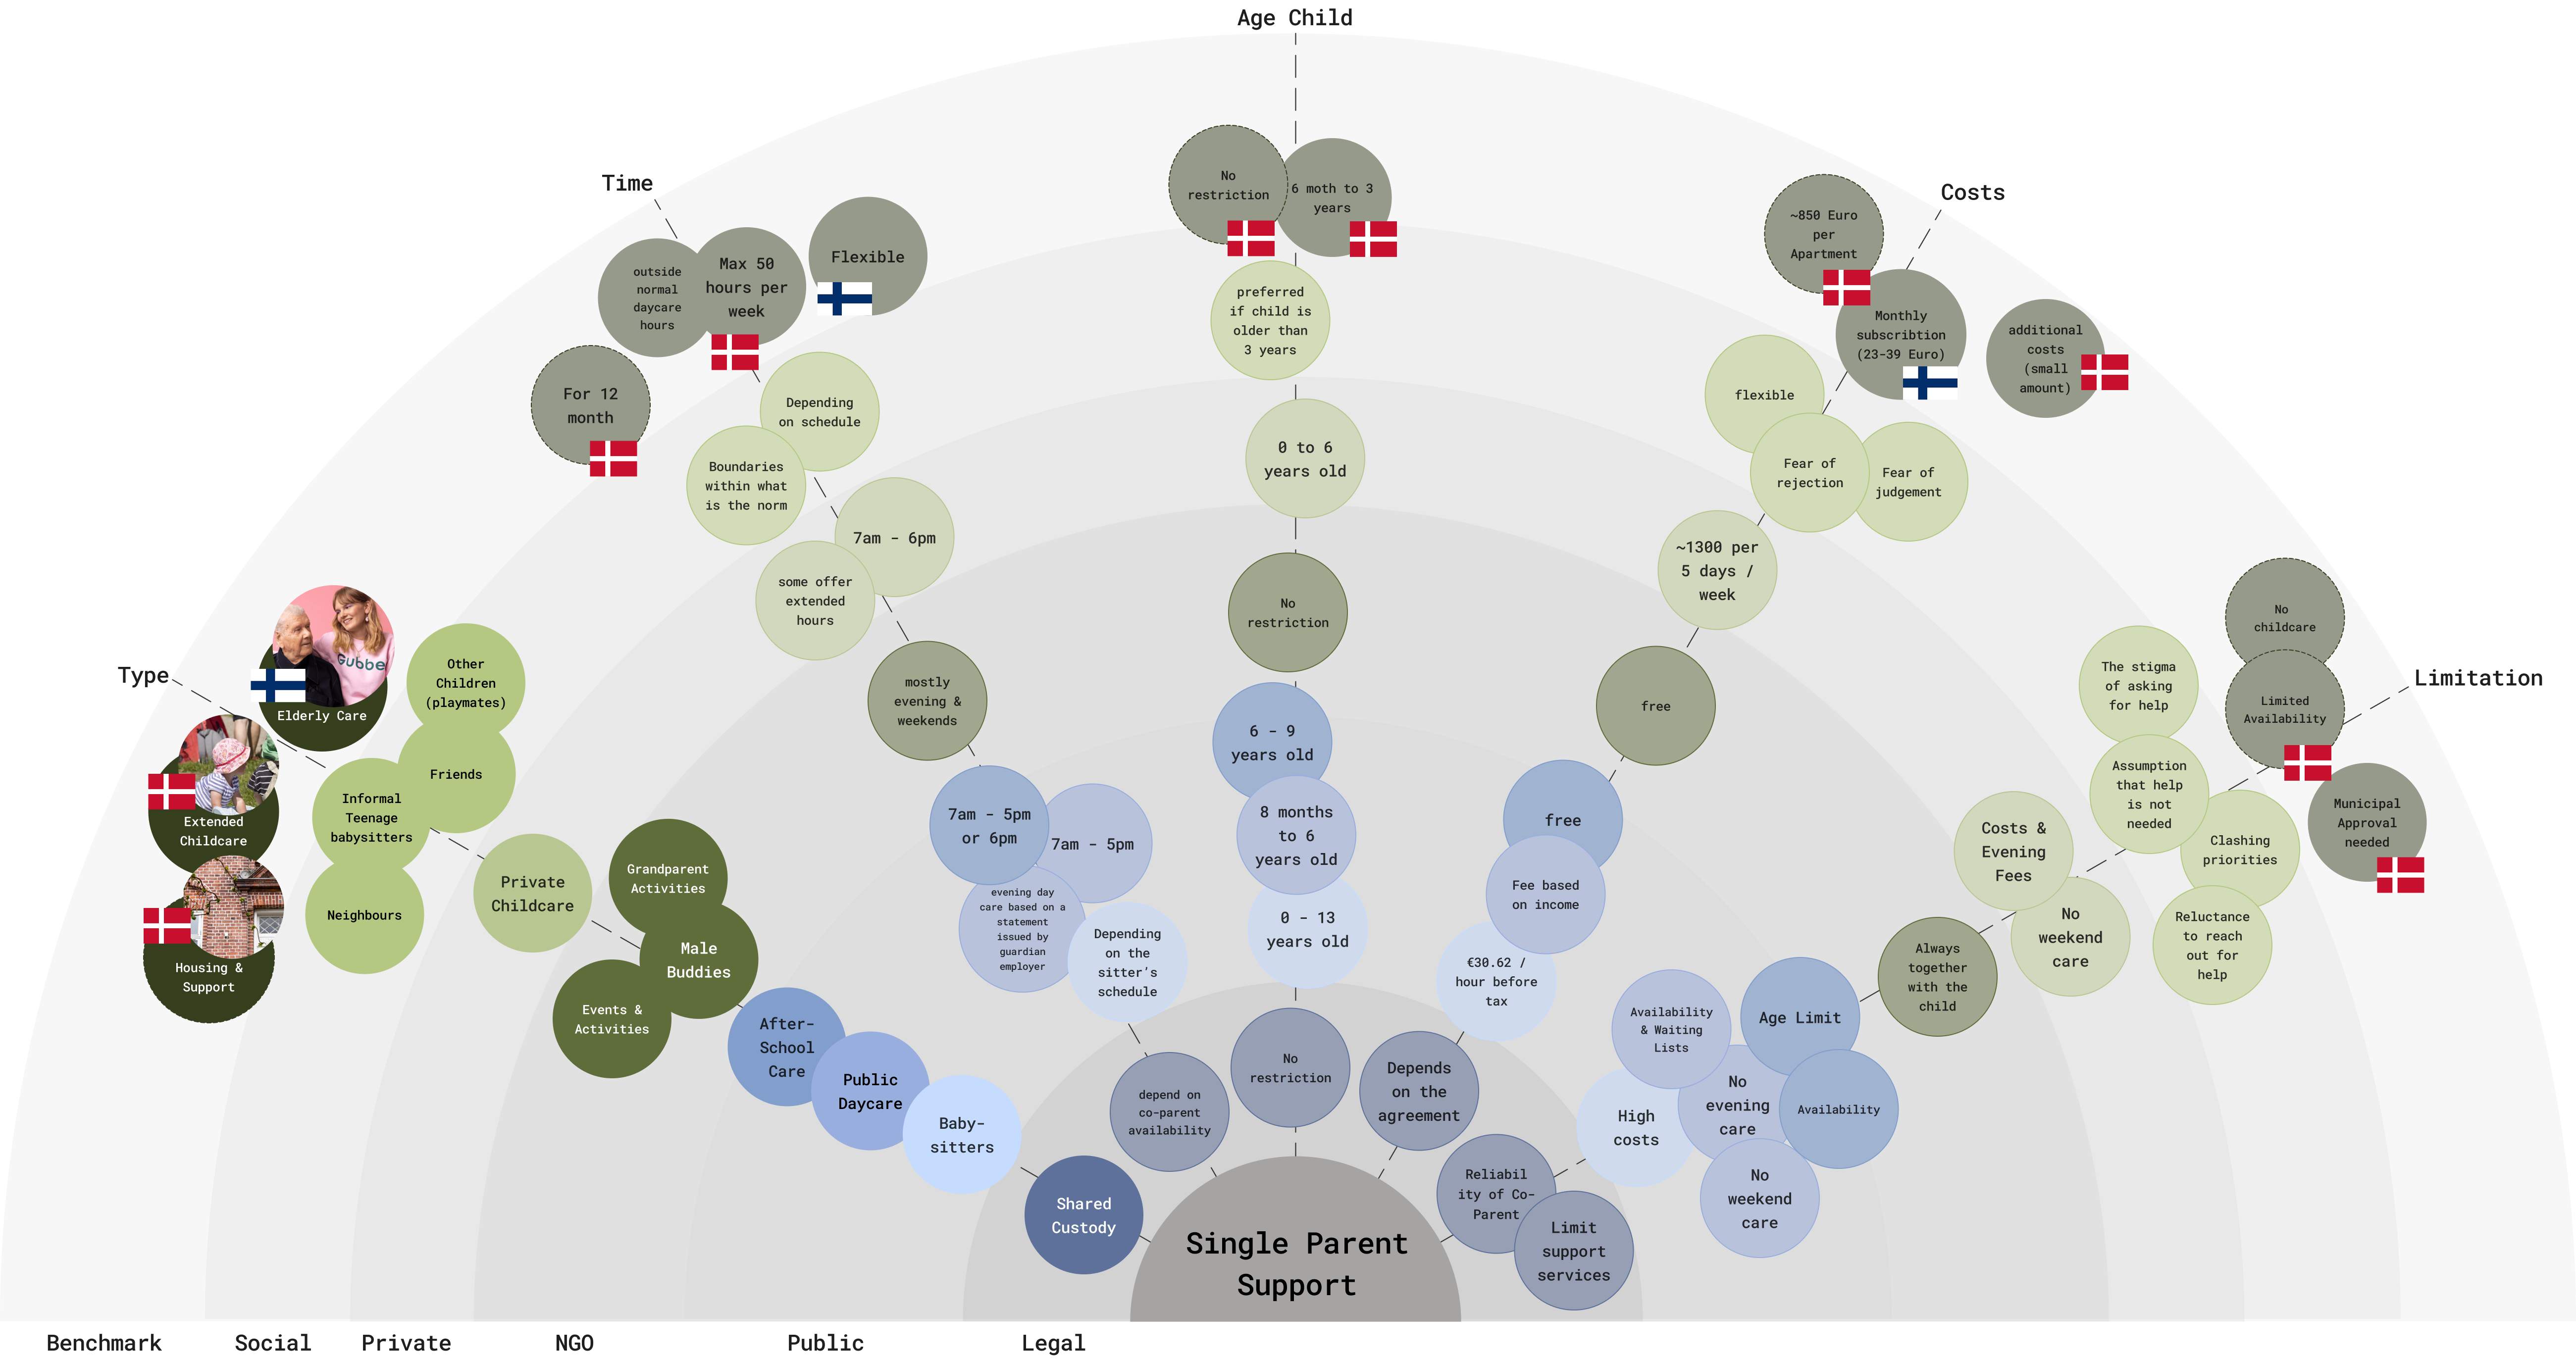 Age Child
Time
Costs
Type
Limitation
No
restriction
6 moth to 3
years
preferred
if child is
older than
3 years
0 to 6
years old
No
restriction
6 - 9
years old
8 months
to 6
years old
0 - 13
years old
No
restriction
outside
normal
daycare
hours
Max 50
hours per
week
Flexible
For 12
month
Depending
on schedule
Boundaries
within what
is the norm
7am - 6pm
some offer
extended
hours
mostly
evening &
weekends
7am - 5pm
or 6pm
7am - 5pm
evening day
care based on a
statement
issued by
guardian
employer
Depending
on the
sitter's
schedule
depend on
co-parent
availability
~850 Euro
per
Apartment
Monthly
subscribtion
(23-39 Euro)
additional
costs
(small
amount)
flexible
Fear of
rejection
Fear of
judgement
~1300 per
5 days /
week
free
free
Fee based
on income
€30.62 /
hour before
tax
Depends
on the
agreement
Gubbe
Elderly Care
Extended
Childcare
Housing &
Support
Other
Children
(playmates)
Friends
Informal
Teenage
babysitters
Neighbours
Private
Childcare
Grandparent
Activities
Male
Buddies
Events &
Activities
After-
School
Care
Public
Daycare
Baby-
sitters
Shared
Custody
No
childcare
Limited
Availability
Municipal
Approval
needed
The stigma
of asking
for help
Assumption
that help
is not
needed
Clashing
priorities
Reluctance
to reach
out for
help
Costs &
Evening
Fees
No
weekend
care
Always
together
with the
child
Age Limit
Availability
Availability
& Waiting
Lists
No
evening
care
No
weekend
care
High
costs
Reliabil
ity of Co-
Parent
Limit
support
services
Single Parent
Support
Benchmark
Social
Private
NGO
Public
Legal